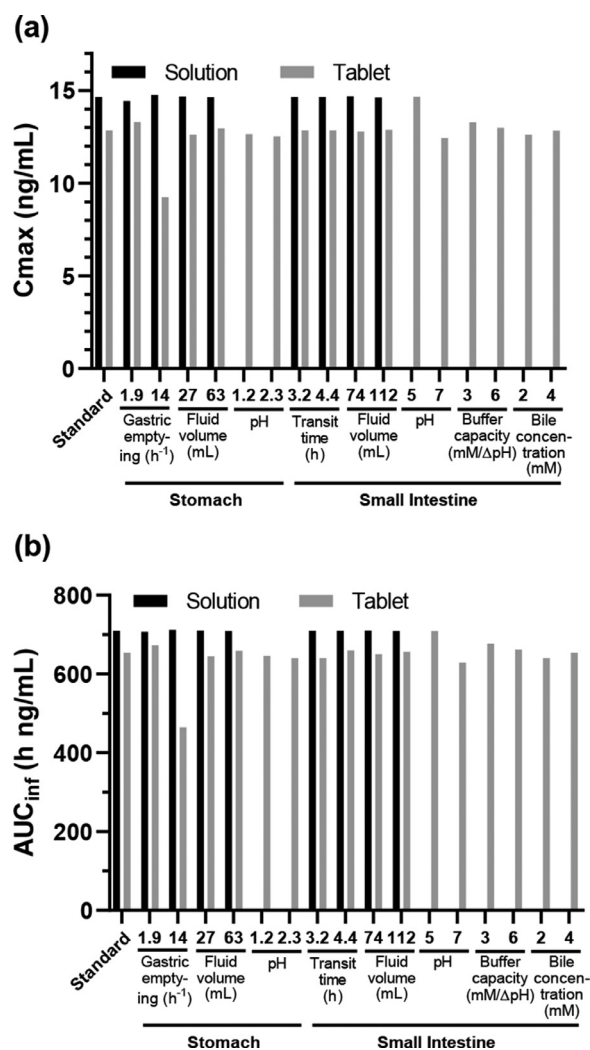 (a)
Solution Tablet
Cmax (ng/mL)
15
10
5
0
Standard 1.9 14 27 63 1.2 2.3 3.2 4.4 74 112 5 7 3 6 2 4
Gastric Fluid pH Transit Fluid pH Buffer Bile
empty- volume time volume capacity concen-
ing (h⁻¹) (mL) (h) (mL) (mM/ΔpH) tration
(mM)
Stomach Small Intestine
(b)
Solution Tablet
AUCinf (h ng/mL)
800
600
400
200
0
Standard 1.9 14 27 63 1.2 2.3 3.2 4.4 74 112 5 7 3 6 2 4
Gastric Fluid pH Transit Fluid pH Buffer Bile
empty- volume time volume capacity concen-
ing (h⁻¹) (mL) (h) (mL) (mM/ΔpH) tration
(mM)
Stomach Small Intestine